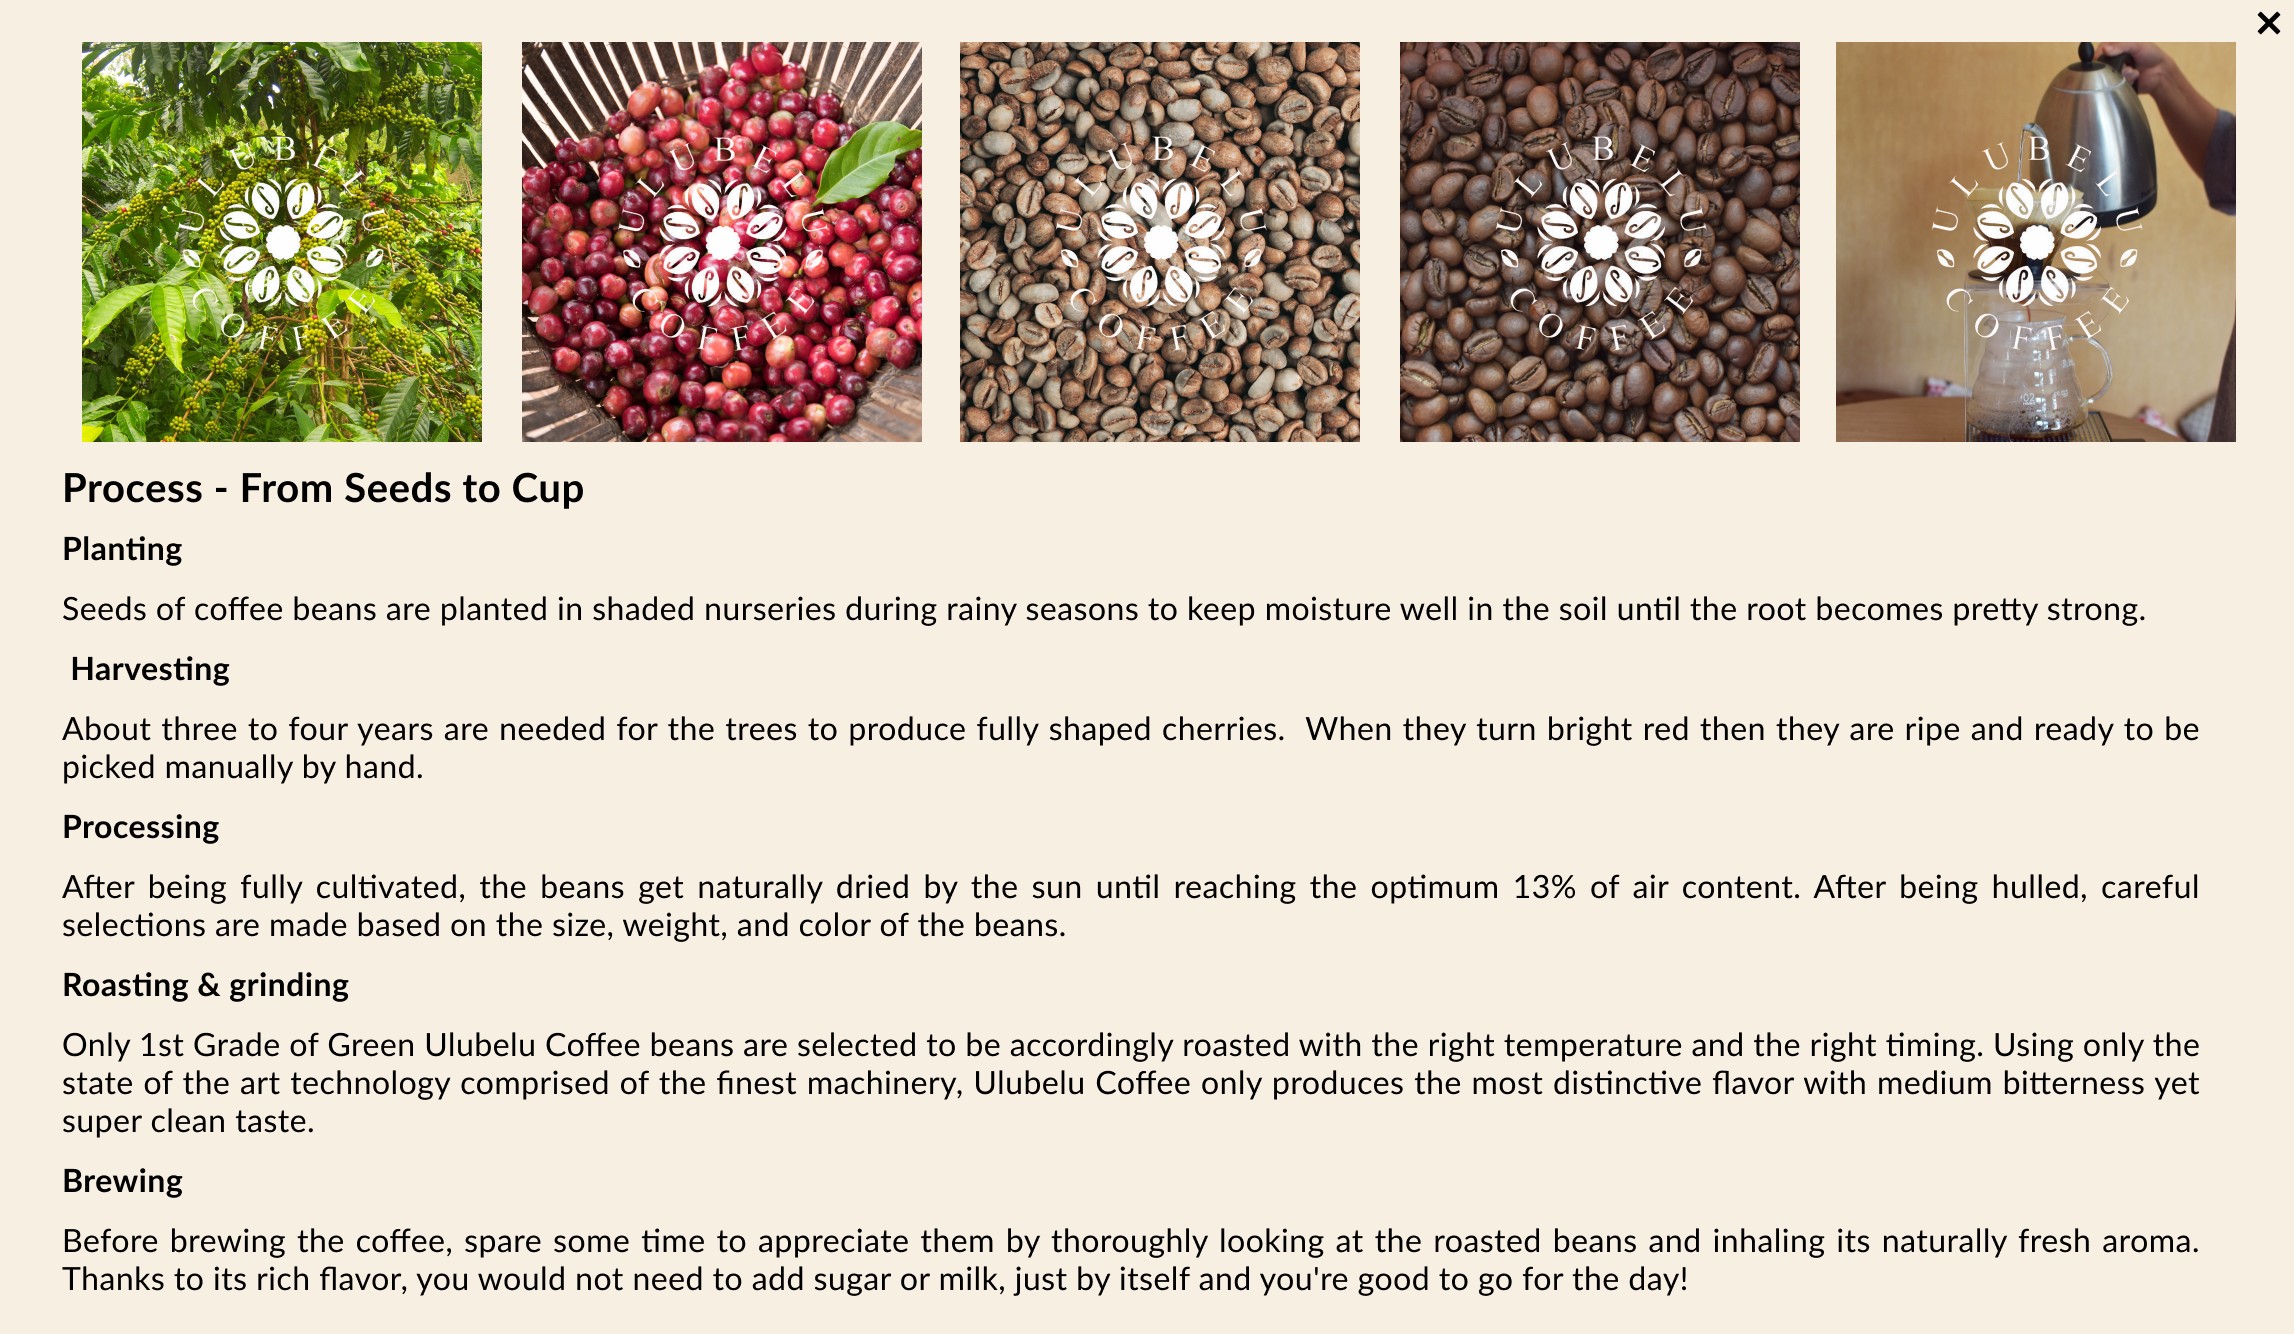 ULUBELU
COFFEE
ULUBELU
COFFEE
ULUBELU
COFFEE
ULUBELU
COFFEE
ULUBELU
COFFEE
Process - From Seeds to Cup
Planting
Seeds of coffee beans are planted in shaded nurseries during rainy seasons to keep moisture well in the soil until the root becomes pretty strong.
Harvesting
About three to four years are needed for the trees to produce fully shaped cherries.  When they turn bright red then they are ripe and ready to be
picked manually by hand.
Processing
After being fully cultivated, the beans get naturally dried by the sun until reaching the optimum 13% of air content. After being hulled, careful
selections are made based on the size, weight, and color of the beans.
Roasting & grinding
Only 1st Grade of Green Ulubelu Coffee beans are selected to be accordingly roasted with the right temperature and the right timing. Using only the
state of the art technology comprised of the finest machinery, Ulubelu Coffee only produces the most distinctive flavor with medium bitterness yet
super clean taste.
Brewing
Before brewing the coffee, spare some time to appreciate them by thoroughly looking at the roasted beans and inhaling its naturally fresh aroma.
Thanks to its rich flavor, you would not need to add sugar or milk, just by itself and you're good to go for the day!